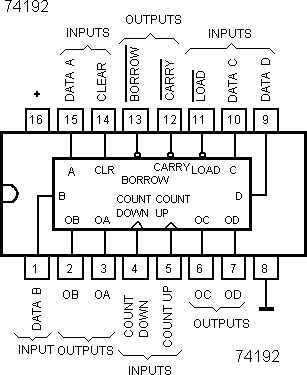 74192
INPUTS
OUTPUTS
INPUTS
+
DATA A
CLEAR
BORROW
CARRY
LOAD
DATA C
DATA D
16 15 14 13 12 11 10 9
A CLR CARRY LOAD C
BORROW
B D
COUNT COUNT
OB OA DOWN UP OC OD
1 2 3 4 5 6 7 8
DATA B
OB OA
COUNT DOWN
COUNT UP
OC OD
INPUT OUTPUTS
OUTPUTS
INPUTS
74192